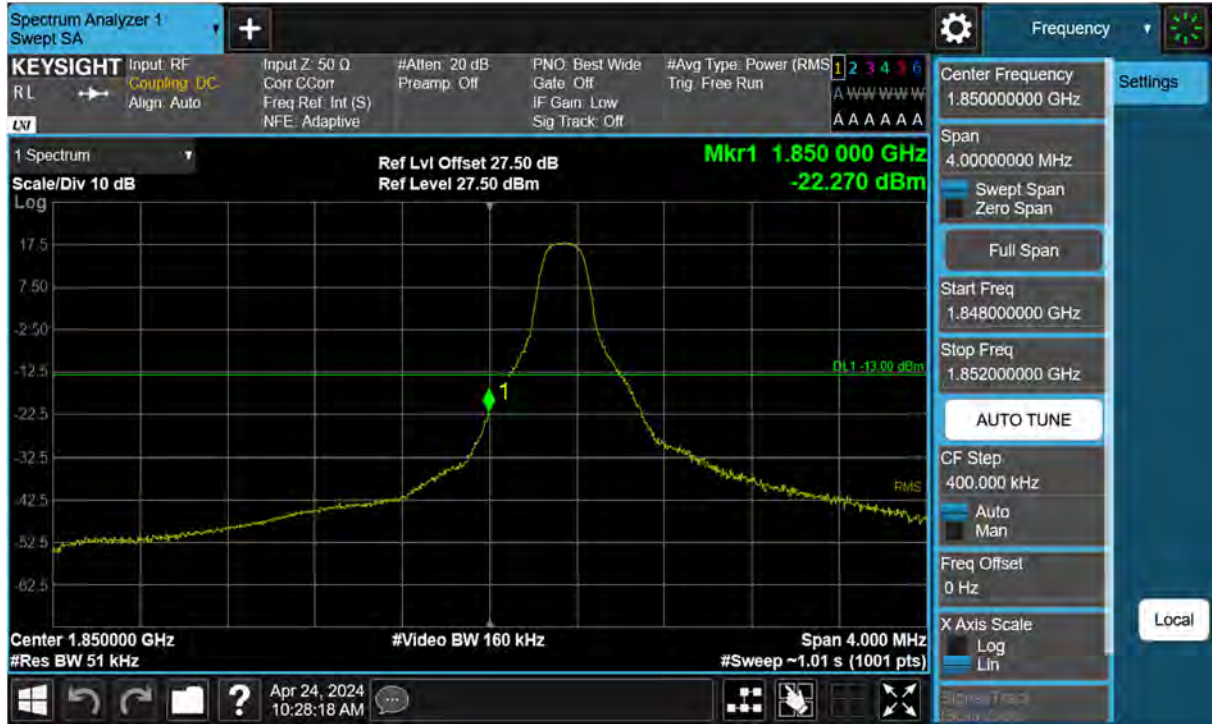 Spectrum Analyzer 1
Swept SA
Frequency
KEYSIGHT
RL
LXI
Input: RF
Coupling: DC
Align: Auto
Input Z: 50 Ω
Corr CCorr
Freq Ref: Int (S)
NFE: Adaptive
#Atten: 20 dB
Preamp: Off
PNO: Best Wide
Gate: Off
IF Gain: Low
Sig Track: Off
#Avg Type: Power (RMS
Trig: Free Run
1 2 3 4 5 6
A W W W W W
A A A A A A
1 Spectrum
Scale/Div 10 dB
Ref Lvl Offset 27.50 dB
Ref Level 27.50 dBm
Mkr1 1.850 000 GHz
-22.270 dBm
Log
17.5
7.50
-2.50
DL1 -13.00 dBm
-12.5
1
-22.5
-32.5
RMS
-42.5
-52.5
-62.5
Center 1.850000 GHz
#Video BW 160 kHz
Span 4.000 MHz
#Res BW 51 kHz
#Sweep ~1.01 s (1001 pts)
Apr 24, 2024
10:28:18 AM
Center Frequency
1.850000000 GHz
Settings
Span
4.00000000 MHz
Swept Span
Zero Span
Full Span
Start Freq
1.848000000 GHz
Stop Freq
1.852000000 GHz
AUTO TUNE
CF Step
400.000 kHz
Auto
Man
Freq Offset
0 Hz
X Axis Scale
Log
Lin
Local
Signal Track